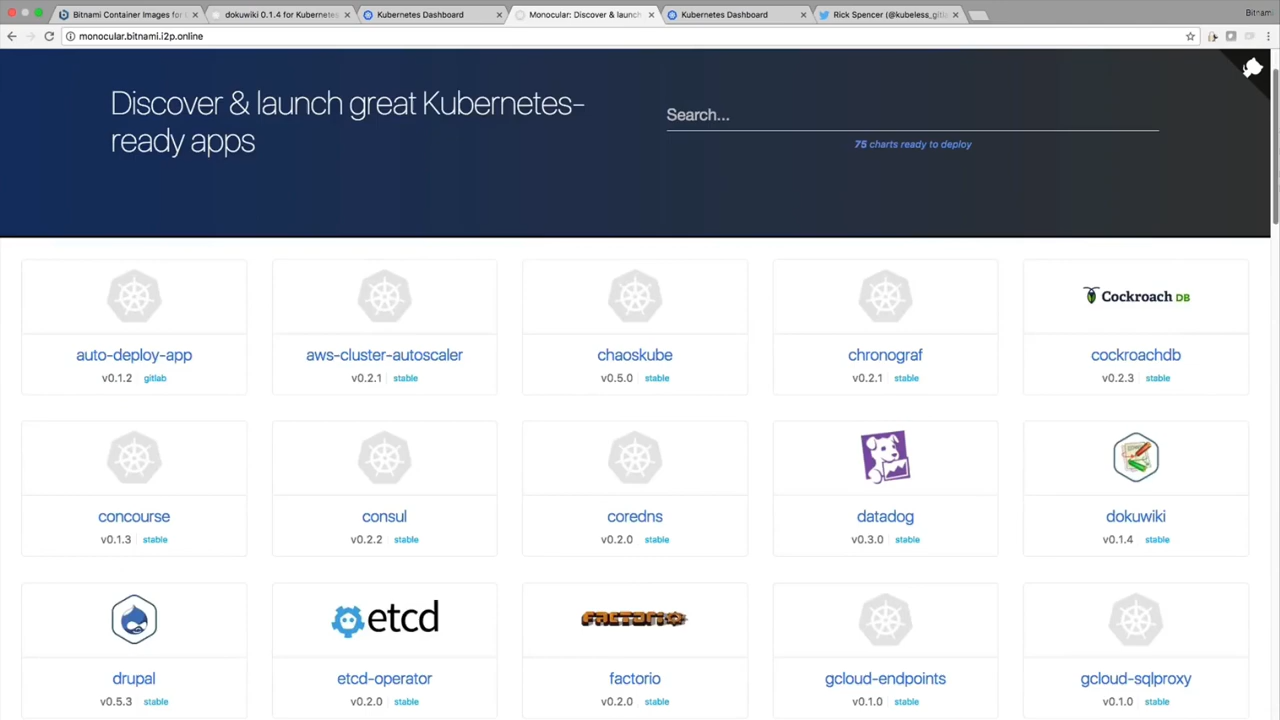 Bitnami Container Images for
dokuwiki 0.1.4 for Kubernetes
Kubernetes Dashboard
Monocular: Discover & launch
Kubernetes Dashboard
Rick Spencer (@kubeless_gitla
Bitnami
monocular.bitnami.i2p.online
Discover & launch great Kubernetes-
ready apps
Search...
75 charts ready to deploy
Cockroach DB
auto-deploy-app
v0.1.2 gitlab
aws-cluster-autoscaler
v0.2.1 stable
chaoskube
v0.5.0 stable
chronograf
v0.2.1 stable
cockroachdb
v0.2.3 stable
concourse
v0.1.3 stable
consul
v0.2.2 stable
coredns
v0.2.0 stable
datadog
v0.3.0 stable
dokuwiki
v0.1.4 stable
etcd
FACTORIO
drupal
v0.5.3 stable
etcd-operator
v0.2.0 stable
factorio
v0.2.0 stable
gcloud-endpoints
v0.1.0 stable
gcloud-sqlproxy
v0.1.0 stable